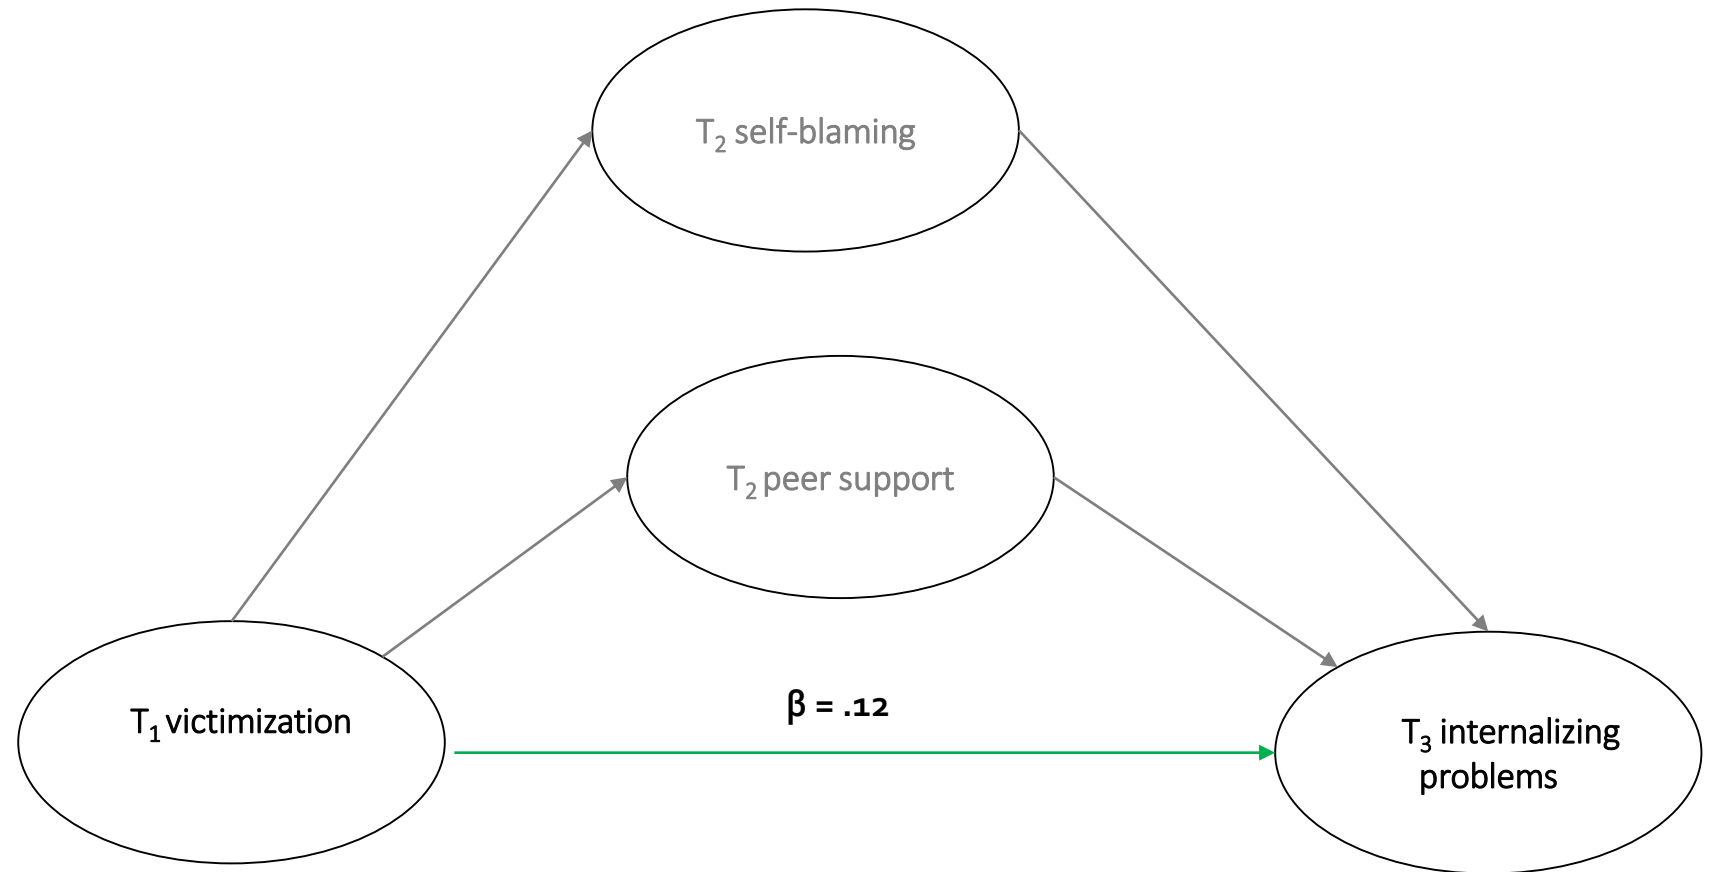 T₂ self-blaming
T₂ peer support
β = .12
T₁ victimization
T₃ internalizing
problems